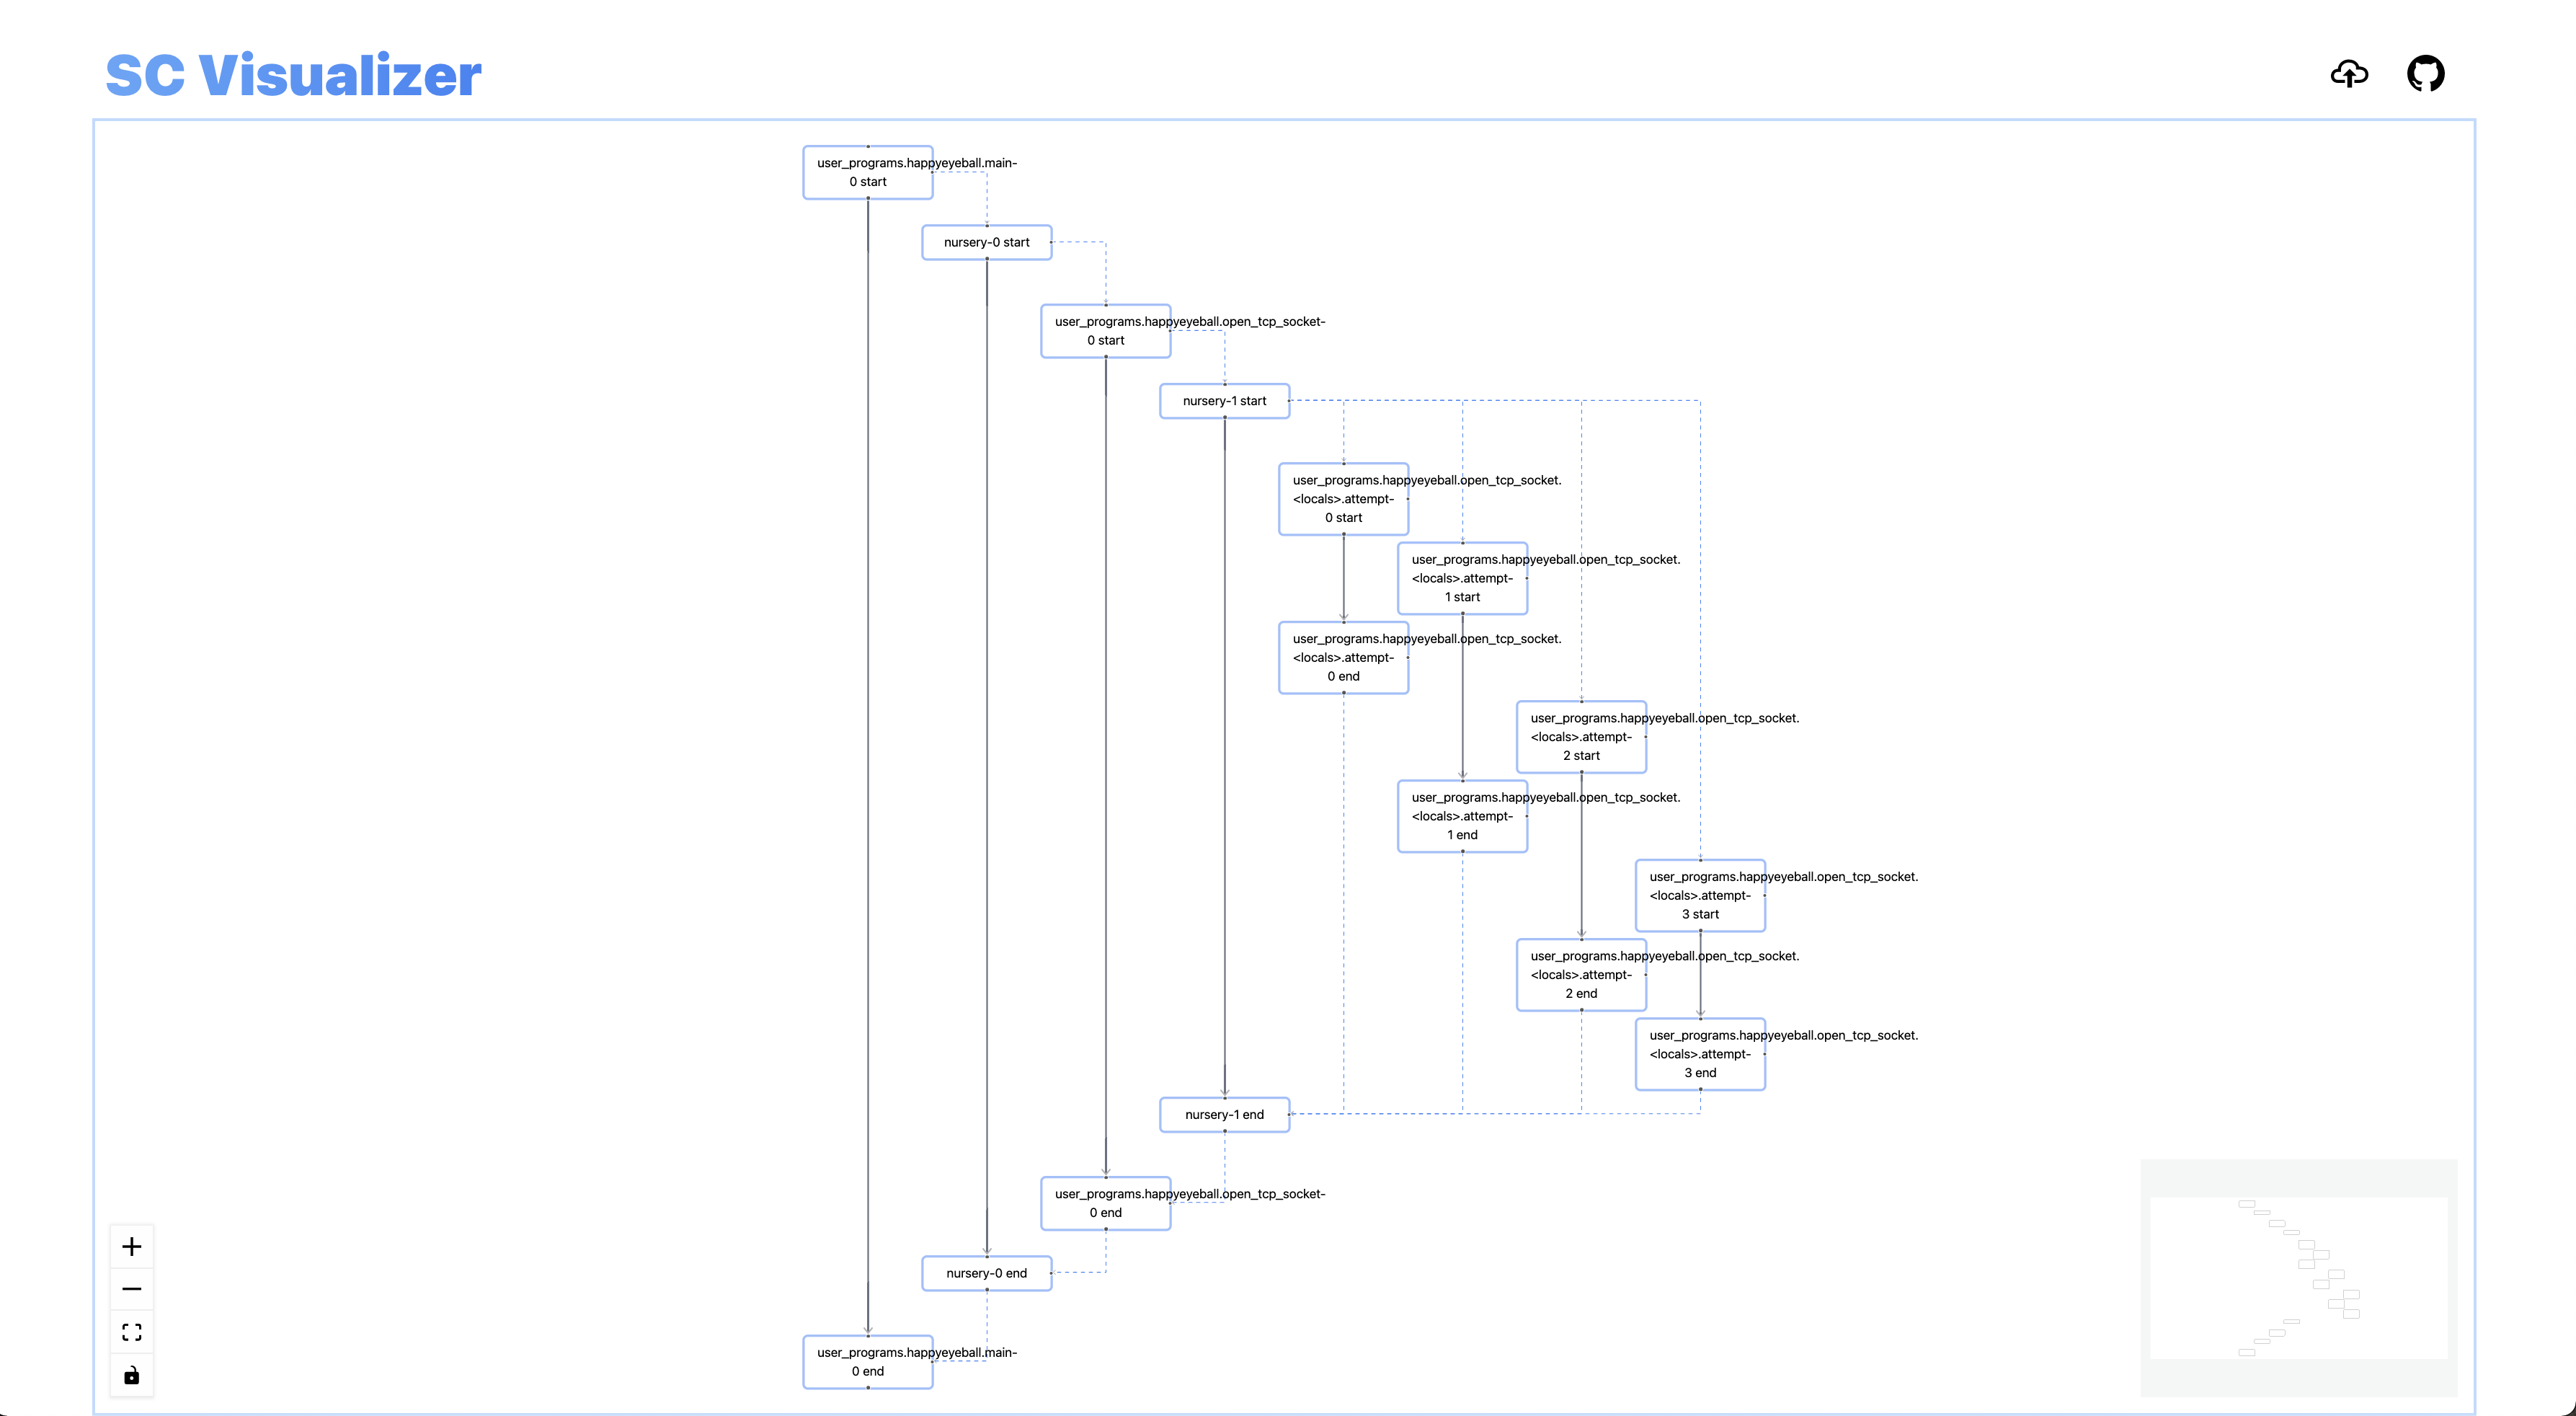 SC Visualizer
user_programs.happyeyeball.main-
0 start
nursery-0 start
user_programs.happyeyeball.open_tcp_socket-
0 start
nursery-1 start
user_programs.happyeyeball.open_tcp_socket.
<locals>.attempt-
0 start
user_programs.happyeyeball.open_tcp_socket.
<locals>.attempt-
1 start
user_programs.happyeyeball.open_tcp_socket.
<locals>.attempt-
0 end
user_programs.happyeyeball.open_tcp_socket.
<locals>.attempt-
2 start
user_programs.happyeyeball.open_tcp_socket.
<locals>.attempt-
1 end
user_programs.happyeyeball.open_tcp_socket.
<locals>.attempt-
3 start
user_programs.happyeyeball.open_tcp_socket.
<locals>.attempt-
2 end
user_programs.happyeyeball.open_tcp_socket.
<locals>.attempt-
3 end
nursery-1 end
user_programs.happyeyeball.open_tcp_socket-
0 end
nursery-0 end
user_programs.happyeyeball.main-
0 end